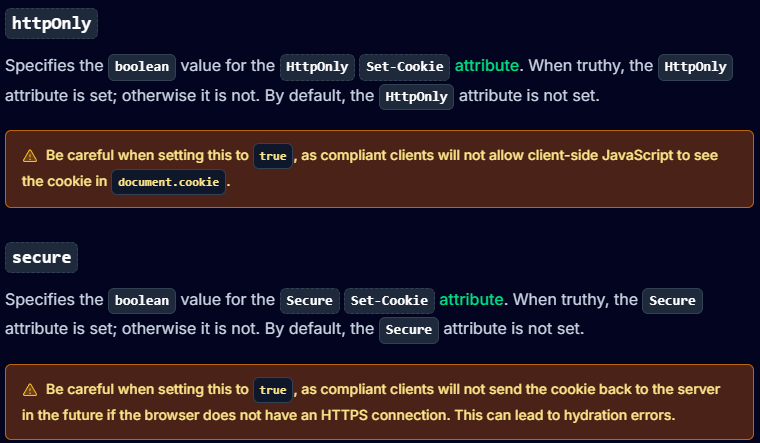 httpOnly
Specifies the boolean value for the HttpOnly Set-Cookie attribute. When truthy, the HttpOnly
attribute is set; otherwise it is not. By default, the HttpOnly attribute is not set.
Be careful when setting this to true, as compliant clients will not allow client-side JavaScript to see
the cookie in document.cookie.
secure
Specifies the boolean value for the Secure Set-Cookie attribute. When truthy, the Secure
attribute is set; otherwise it is not. By default, the Secure attribute is not set.
Be careful when setting this to true, as compliant clients will not send the cookie back to the server
in the future if the browser does not have an HTTPS connection. This can lead to hydration errors.